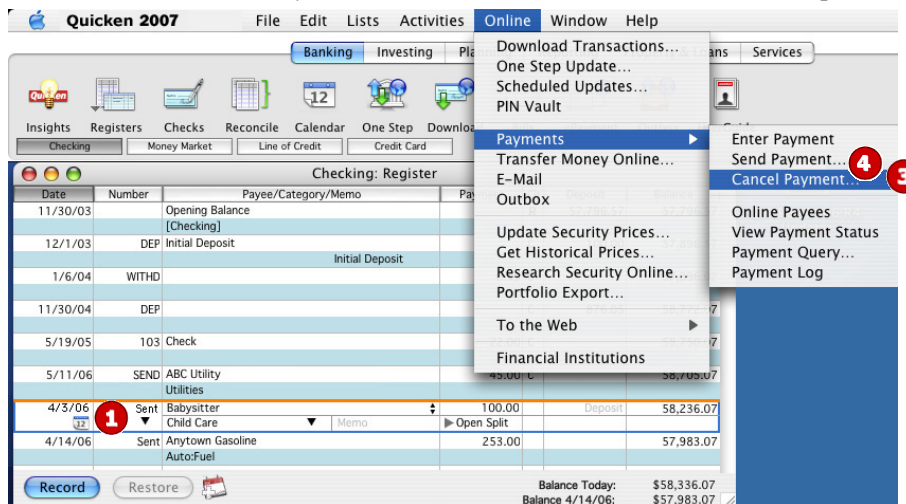 Quicken 2007 File Edit Lists Activities Online Window Help
Banking Investing Services
Download Transactions...
One Step Update...
Scheduled Updates...
PIN Vault
Quicken
12
Insights Registers Checks Reconcile Calendar One Step
Checking Money Market Line of Credit Credit Card
Payments
Transfer Money Online...
E-Mail
Outbox
Update Security Prices...
Get Historical Prices...
Research Security Online...
Portfolio Export...
To the Web
Financial Institutions
Enter Payment
Send Payment... 4
Cancel Payment... 3
Online Payees
View Payment Status
Payment Query...
Payment Log
Checking: Register
Date Number Payee/Category/Memo
11/30/03 Opening Balance
[Checking]
12/1/03 DEP Initial Deposit
Initial Deposit
1/6/04 WITHD
11/30/04 DEP
5/19/05 103 Check
5/11/06 SEND ABC Utility 45.00 C 58,705.07
Utilities
4/3/06 Sent Babysitter 100.00 Deposit 58,236.07
12 1 Child Care Memo Open Split
4/14/06 Sent Anytown Gasoline 253.00 57,983.07
Auto:Fuel
Record Restore Balance Today: $58,336.07
Balance 4/14/06: $57,983.07